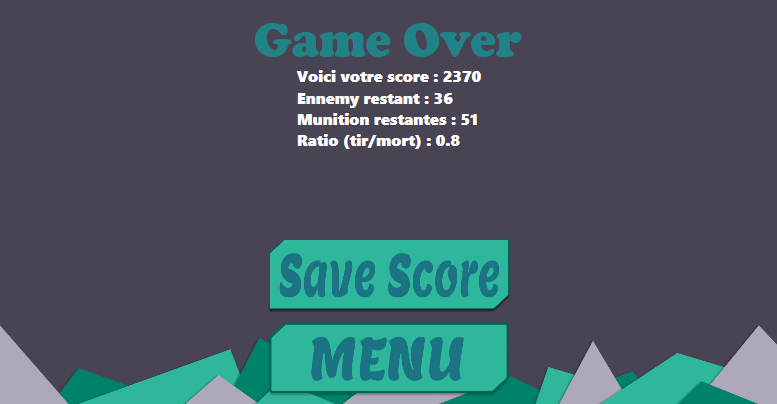 Game Over
Voici votre score : 2370
Ennemy restant : 36
Munition restantes : 51
Ratio (tir/mort) : 0.8
Save Score
MENU